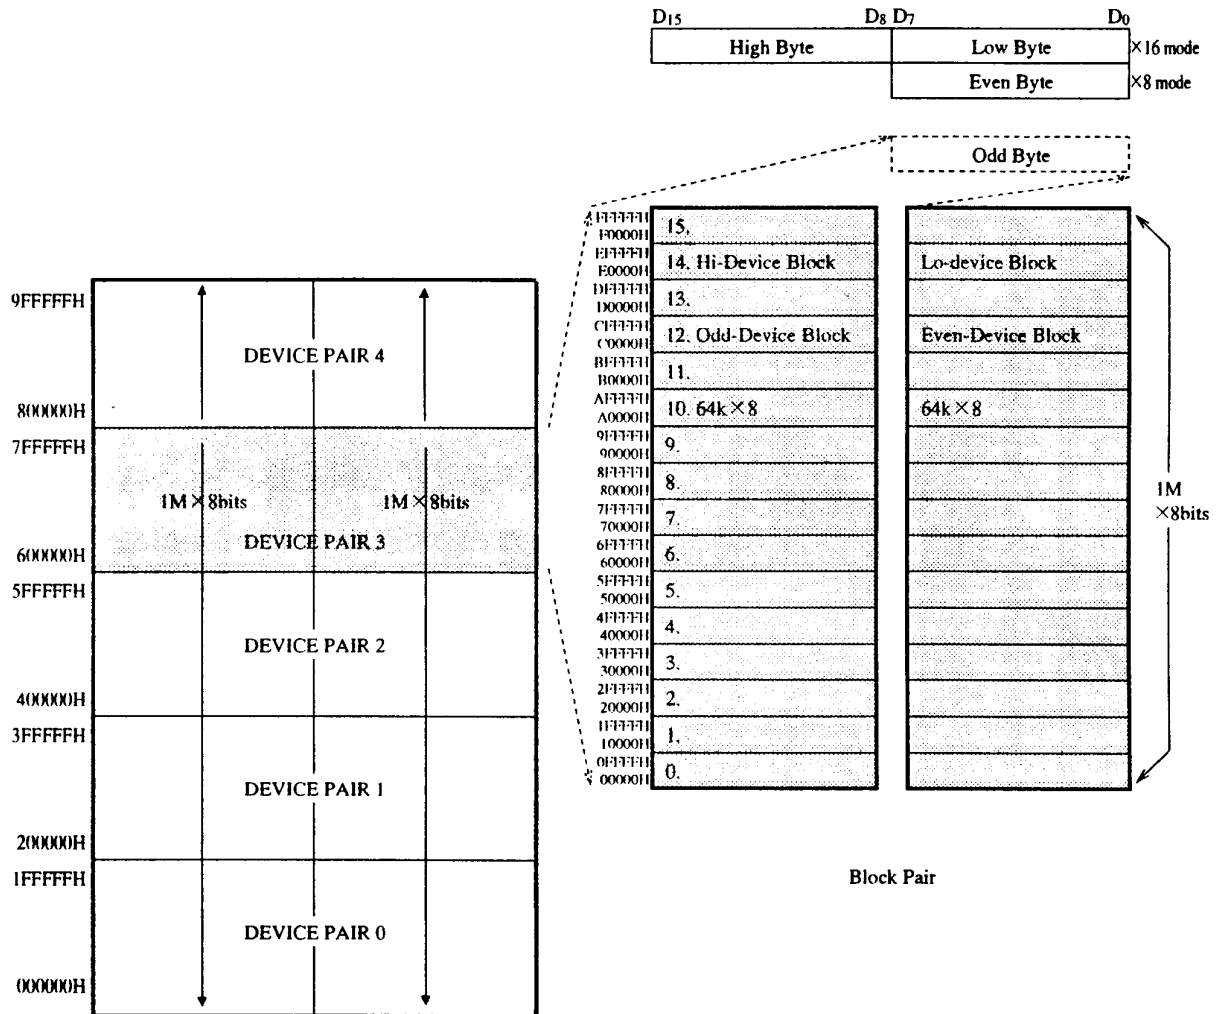 D15 D8 D7 D0
High Byte Low Byte ×16 mode
Even Byte ×8 mode
Odd Byte
9FFFFFH
DEVICE PAIR 4
800000H
7FFFFFH
1M × 8bits 1M × 8bits
DEVICE PAIR 3
600000H
5FFFFFH
DEVICE PAIR 2
400000H
3FFFFFH
DEVICE PAIR 1
200000H
1FFFFFH
DEVICE PAIR 0
000000H
FFFFFH
F0000H
15.
EFFFFH
E0000H
14. Hi-Device Block Lo-device Block
DFFFFH
D0000H
13.
CFFFFH
C0000H
12. Odd-Device Block Even-Device Block
BFFFFH
B0000H
11.
AFFFFH
A0000H
10. 64k×8 64k×8
9FFFFH
90000H
9.
8FFFFH
80000H
8.
7FFFFH
70000H
7.
6FFFFH
60000H
6.
5FFFFH
50000H
5.
4FFFFH
40000H
4.
3FFFFH
30000H
3.
2FFFFH
20000H
2.
1FFFFH
10000H
1.
0FFFFH
00000H
0.
1M
×8bits
Block Pair